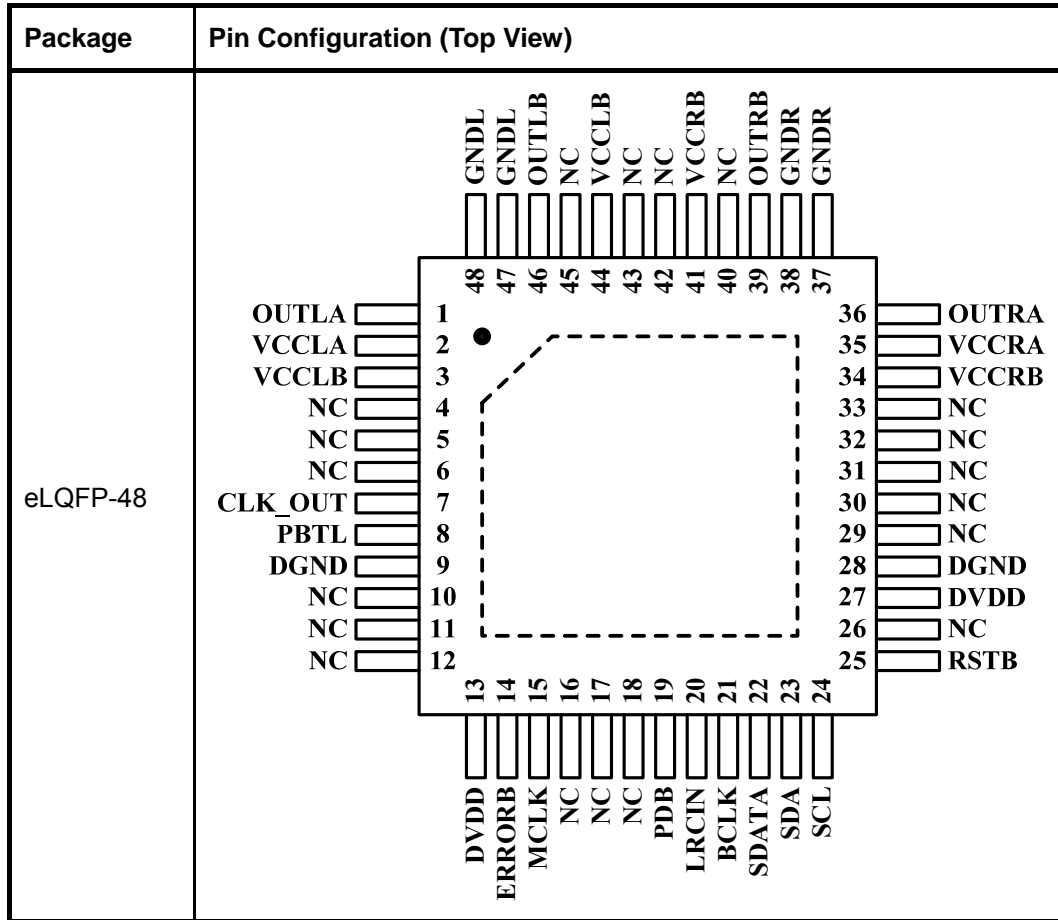 Package
Pin Configuration (Top View)
eLQFP-48
GNDL
GNDL
OUTLB
NC
VCCLB
NC
NC
VCCRB
NC
OUTRB
GNDR
GNDR
48
47
46
45
44
43
42
41
40
39
38
37
OUTLA 1
VCCLA 2
VCCLB 3
NC 4
NC 5
NC 6
CLK_OUT 7
PBTL 8
DGND 9
NC 10
NC 11
NC 12
36 OUTRA
35 VCCRA
34 VCCRB
33 NC
32 NC
31 NC
30 NC
29 NC
28 DGND
27 DVDD
26 NC
25 RSTB
13
14
15
16
17
18
19
20
21
22
23
24
DVDD
ERRORB
MCLK
NC
NC
NC
PDB
LRCIN
BCLK
SDATA
SDA
SCL